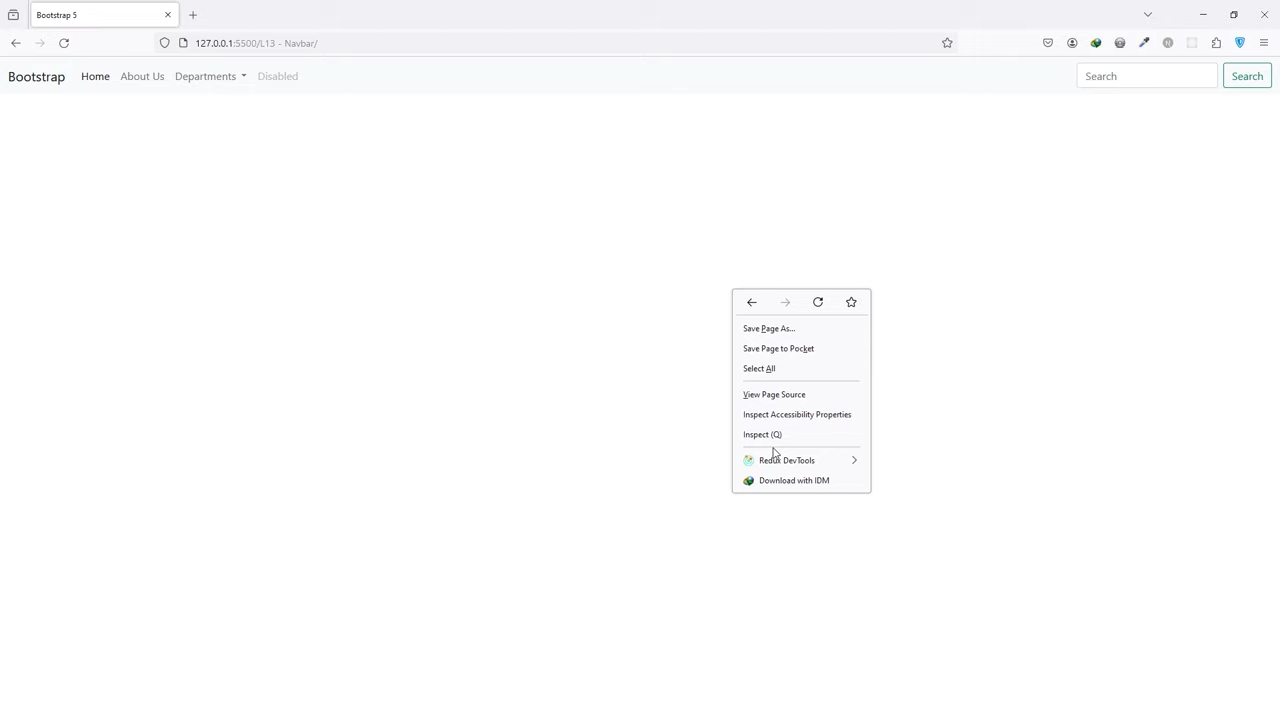 Bootstrap 5
127.0.0.1:5500/L13 - Navbar/
Bootstrap Home About Us Departments Disabled Search Search
Save Page As...
Save Page to Pocket
Select All
View Page Source
Inspect Accessibility Properties
Inspect (Q)
Redux DevTools
Download with IDM